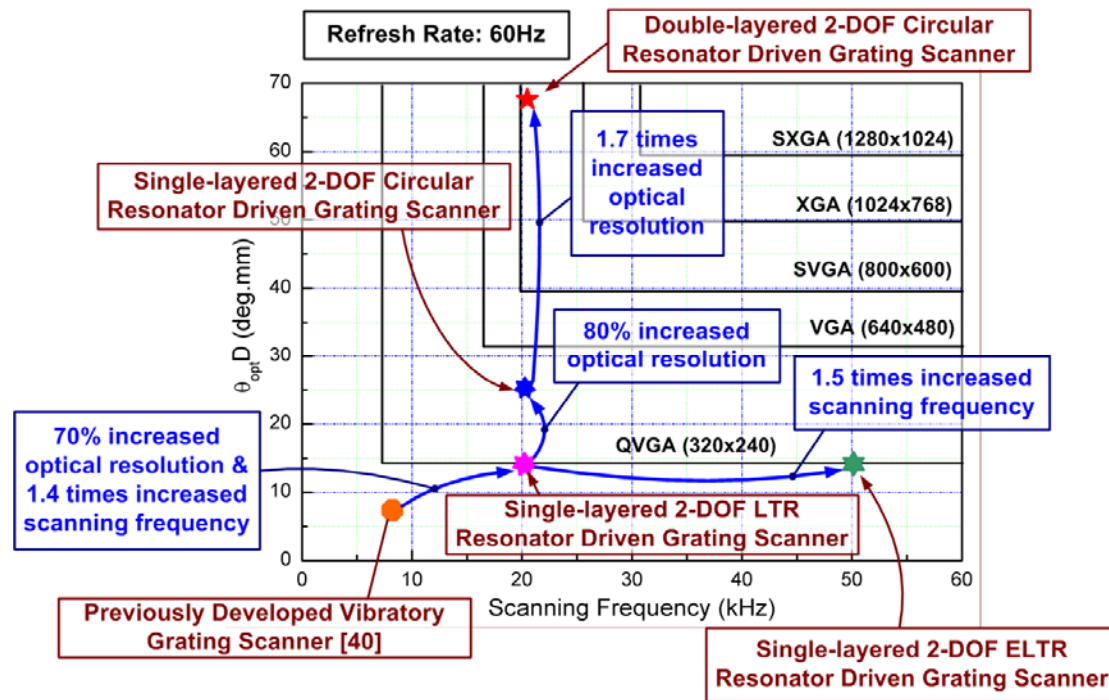 Refresh Rate: 60Hz
Double-layered 2-DOF Circular
Resonator Driven Grating Scanner
70
60
50
40
30
20
10
0
θoptD (deg.mm)
SXGA (1280x1024)
XGA (1024x768)
SVGA (800x600)
VGA (640x480)
QVGA (320x240)
1.7 times
increased
optical
resolution
Single-layered 2-DOF Circular
Resonator Driven Grating Scanner
80% increased
optical resolution
1.5 times increased
scanning frequency
70% increased
optical resolution &
1.4 times increased
scanning frequency
Single-layered 2-DOF LTR
Resonator Driven Grating Scanner
0 10 20 30 40 50 60
Scanning Frequency (kHz)
Previously Developed Vibratory
Grating Scanner [40]
Single-layered 2-DOF ELTR
Resonator Driven Grating Scanner